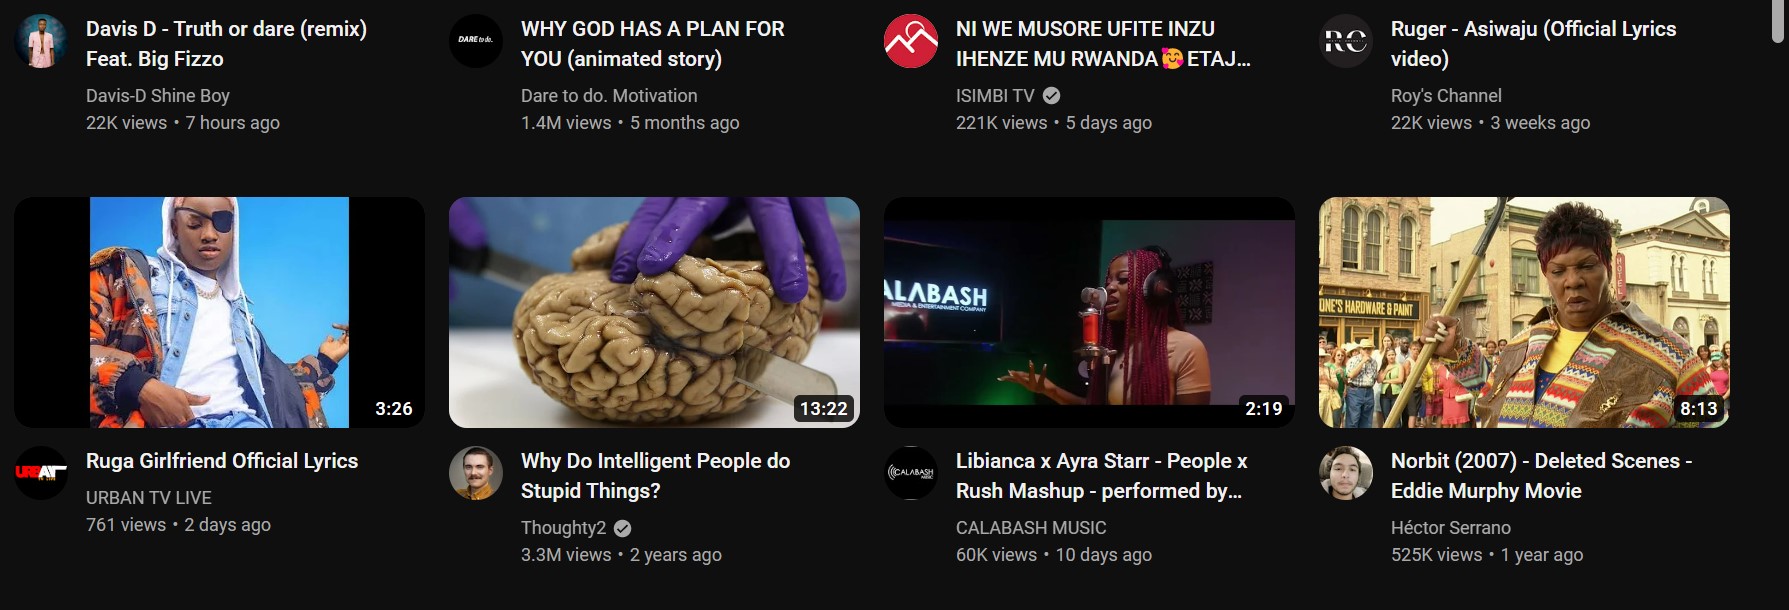 DARE to do.
RC
Davis D - Truth or dare (remix)
Feat. Big Fizzo
Davis-D Shine Boy
22K views • 7 hours ago
WHY GOD HAS A PLAN FOR
YOU (animated story)
Dare to do. Motivation
1.4M views • 5 months ago
NI WE MUSORE UFITE INZU
IHENZE MU RWANDA🥰ETAJ...
ISIMBI TV
221K views • 5 days ago
Ruger - Asiwaju (Official Lyrics
video)
Roy's Channel
22K views • 3 weeks ago
3:26
13:22
ALABASH
MEDIA & ENTERTAINMENT COMPANY
2:19
ONE'S HARDWARE & PAINT
HOTEL
8:13
URBAN
Ruga Girlfriend Official Lyrics
URBAN TV LIVE
761 views • 2 days ago
Why Do Intelligent People do
Stupid Things?
Thoughty2
3.3M views • 2 years ago
CALABASH
MUSIC
Libianca x Ayra Starr - People x
Rush Mashup - performed by...
CALABASH MUSIC
60K views • 10 days ago
Norbit (2007) - Deleted Scenes -
Eddie Murphy Movie
Héctor Serrano
525K views • 1 year ago